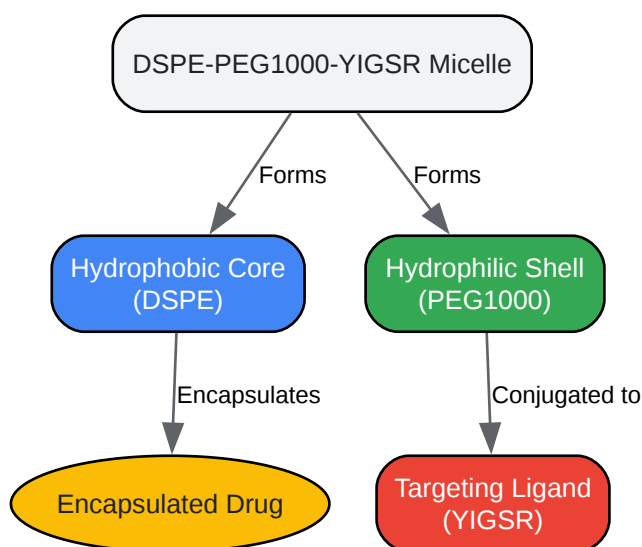 DSPE-PEG1000-YIGSR Micelle
Forms
Forms
Hydrophobic Core
(DSPE)
Hydrophilic Shell
(PEG1000)
Encapsulates
Conjugated to
Encapsulated Drug
Targeting Ligand
(YIGSR)